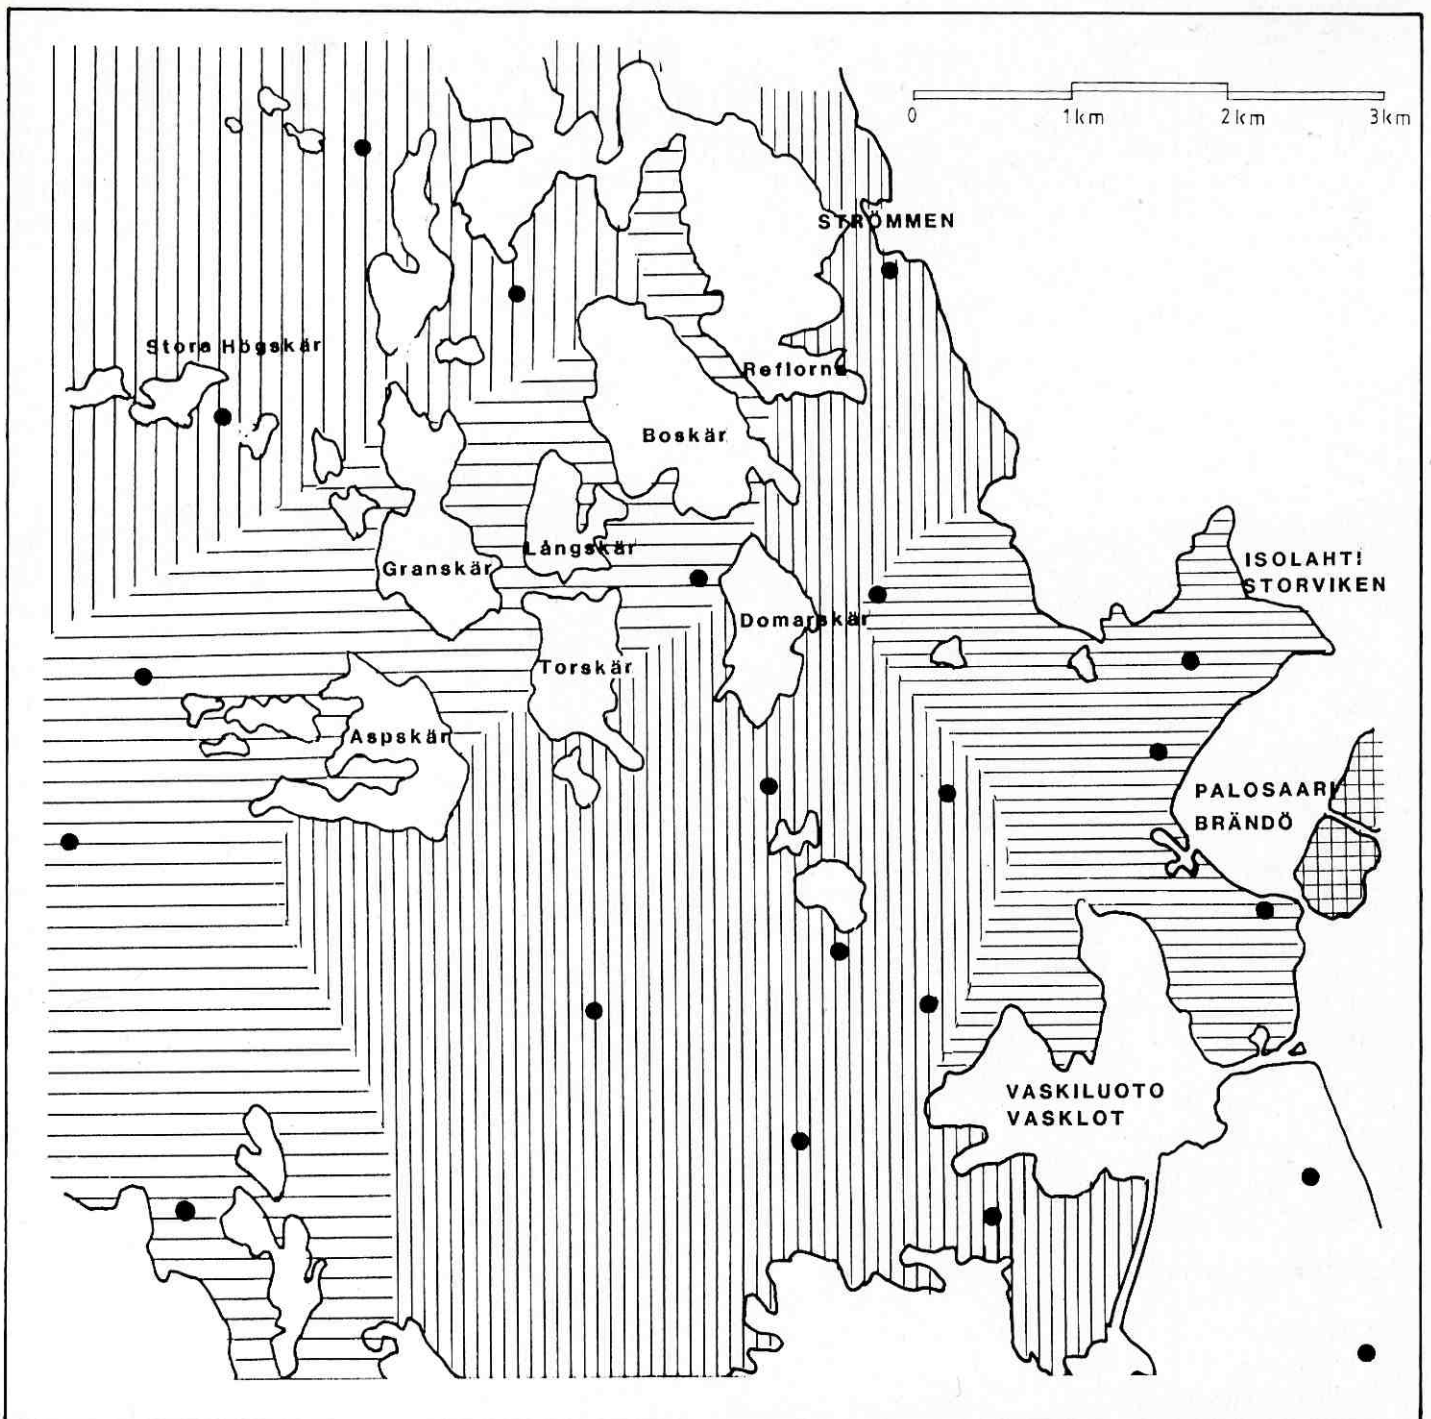 0 1km 2km 3km
STRÖMMEN
Stora Högskär
Reflorna
Boskär
Långskär
Granskär
ISOLAHTI
STORVIKEN
Domarskär
Torskär
Aspskär
PALOSAARI
BRÄNDÖ
VASKILUOTO
VASKLOT